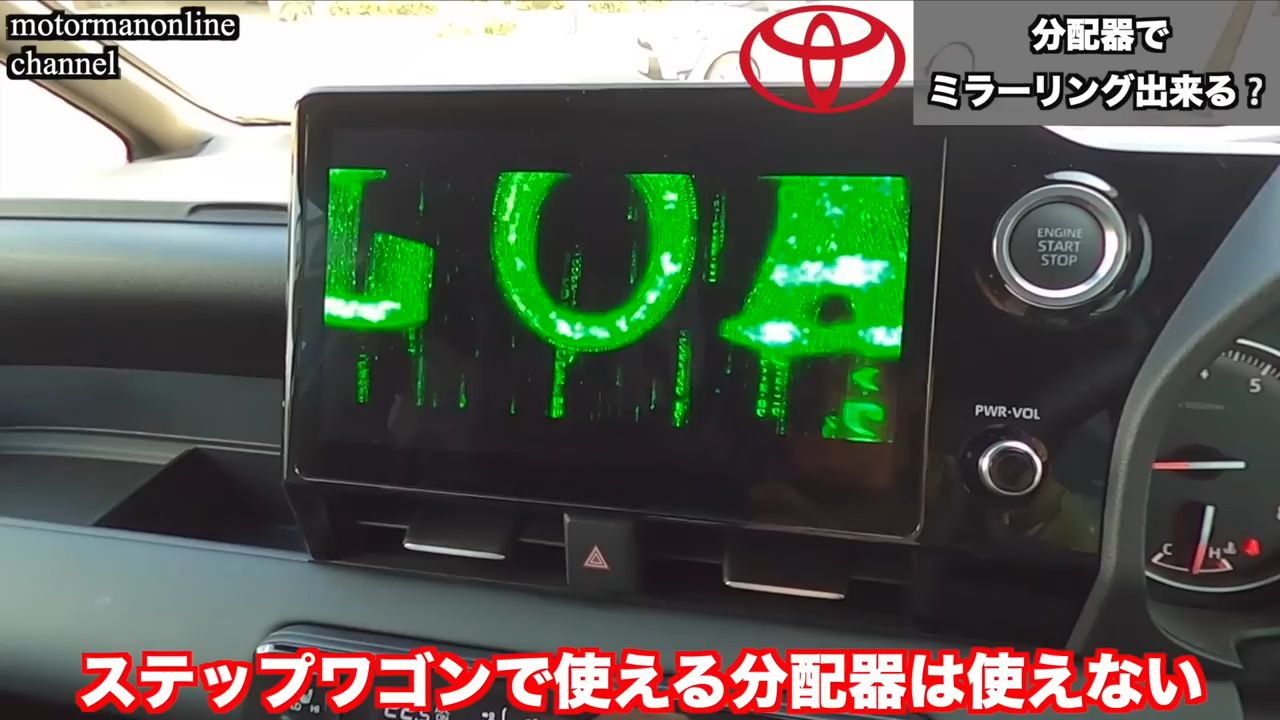 motormanonline
channel
分配器で
ミラーリング出来る?
ENGINE
START
STOP
PWR·VOL
5
C
H
ステップワゴンで使える分配器は使えない